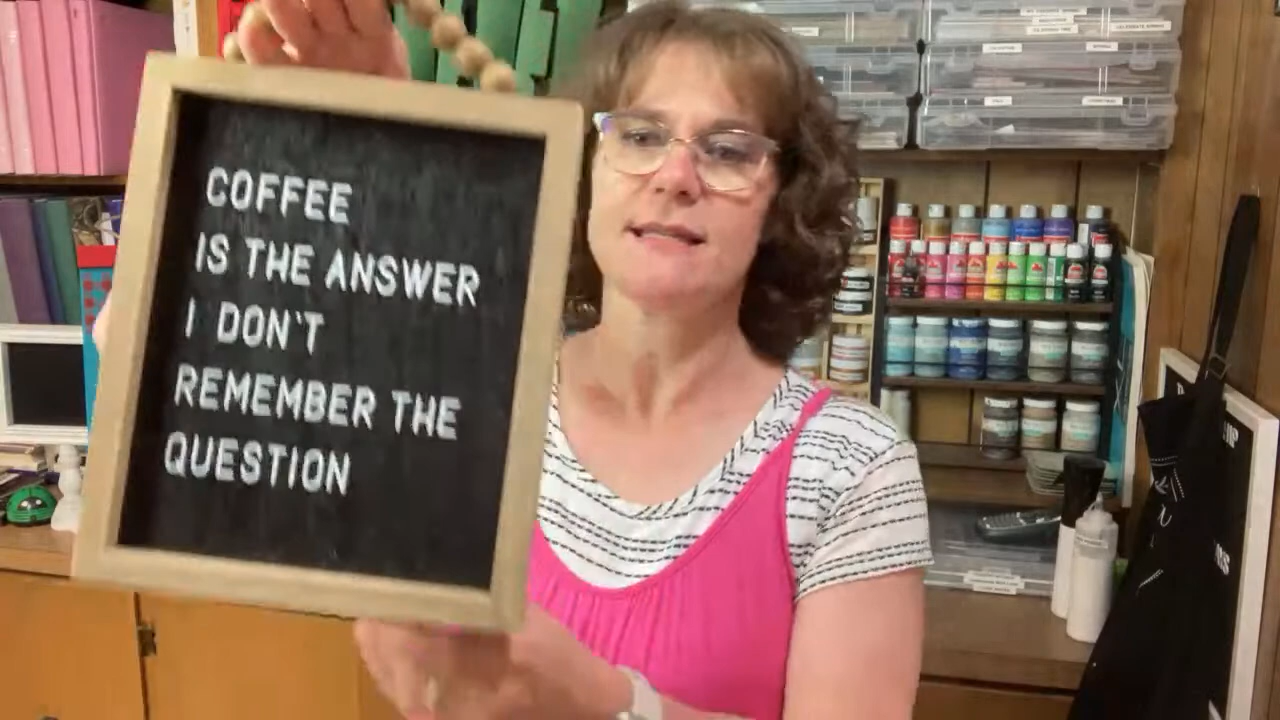 COFFEE
IS THE ANSWER
I DON'T
REMEMBER THE
QUESTION